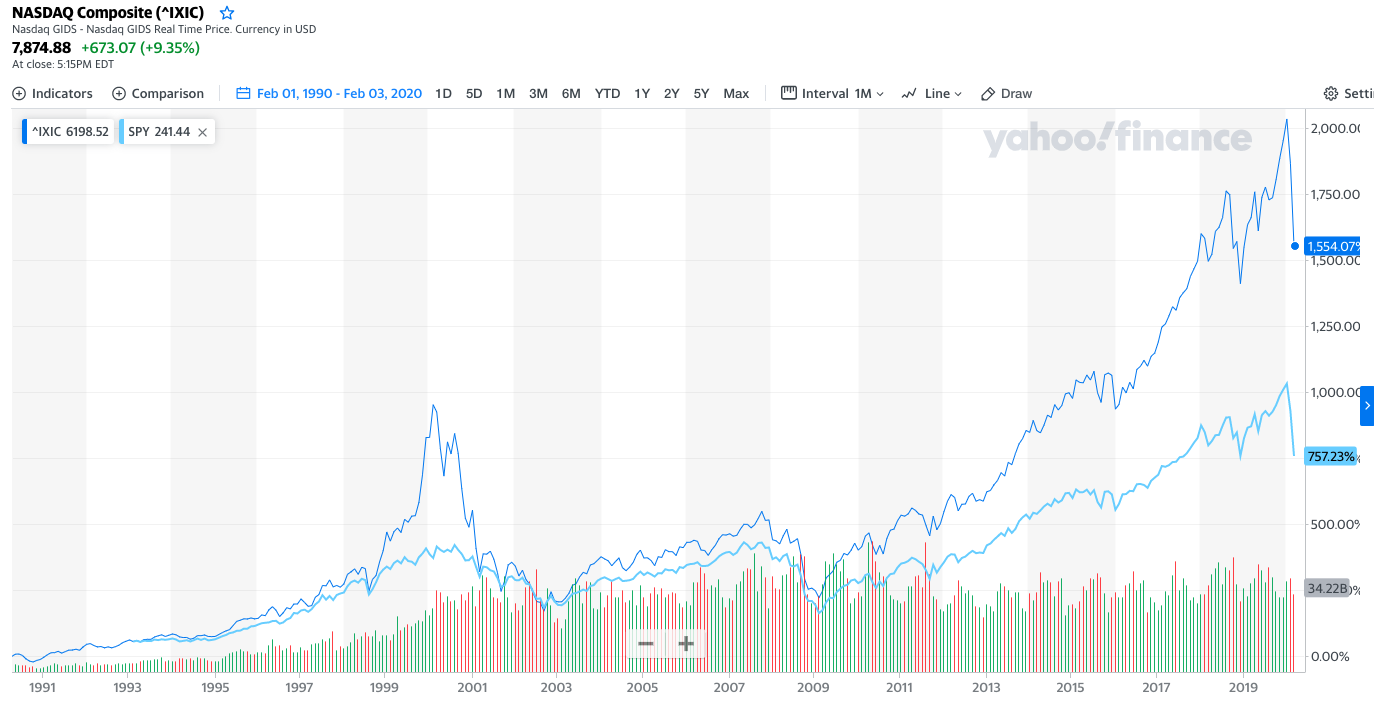 NASDAQ Composite (^IXIC)
Nasdaq GIDS - Nasdaq GIDS Real Time Price. Currency in USD
7,874.88 +673.07 (+9.35%)
At close: 5:15PM EDT
Indicators Comparison Feb 01, 1990 - Feb 03, 2020 1D 5D 1M 3M 6M YTD 1Y 2Y 5Y Max Interval 1M Line Draw Setti
^IXIC 6198.52 SPY 241.44
yahoo!finance
2,000.00
1,750.00
1,554.07%
1,500.00
1,250.00
1,000.00
757.23%
500.00%
34.22B
0.00%
1991 1993 1995 1997 1999 2001 2003 2005 2007 2009 2011 2013 2015 2017 2019